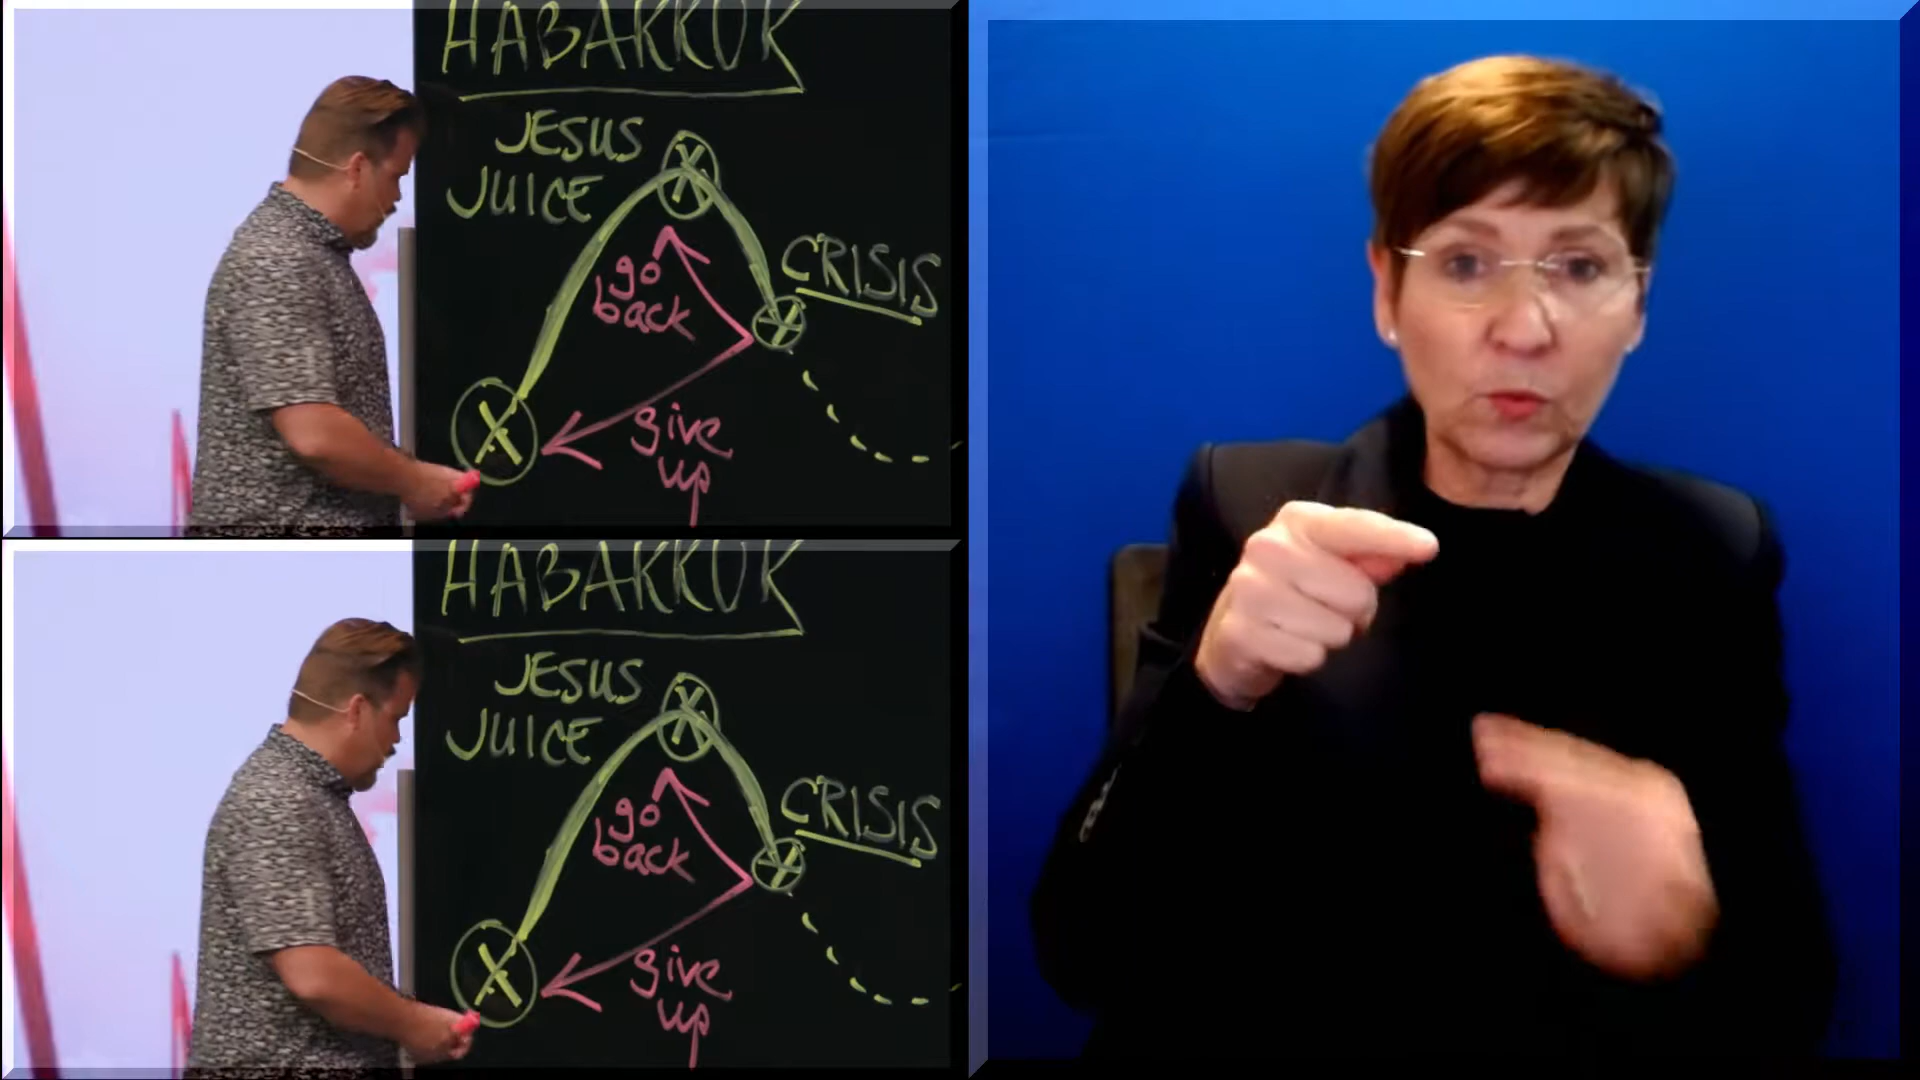 HABAKKUK
JESUS
JUICE
X
CRISIS
go
back
X
X
give
up
HABAKKUK
JESUS
JUICE
X
CRISIS
go
back
X
X
give
up